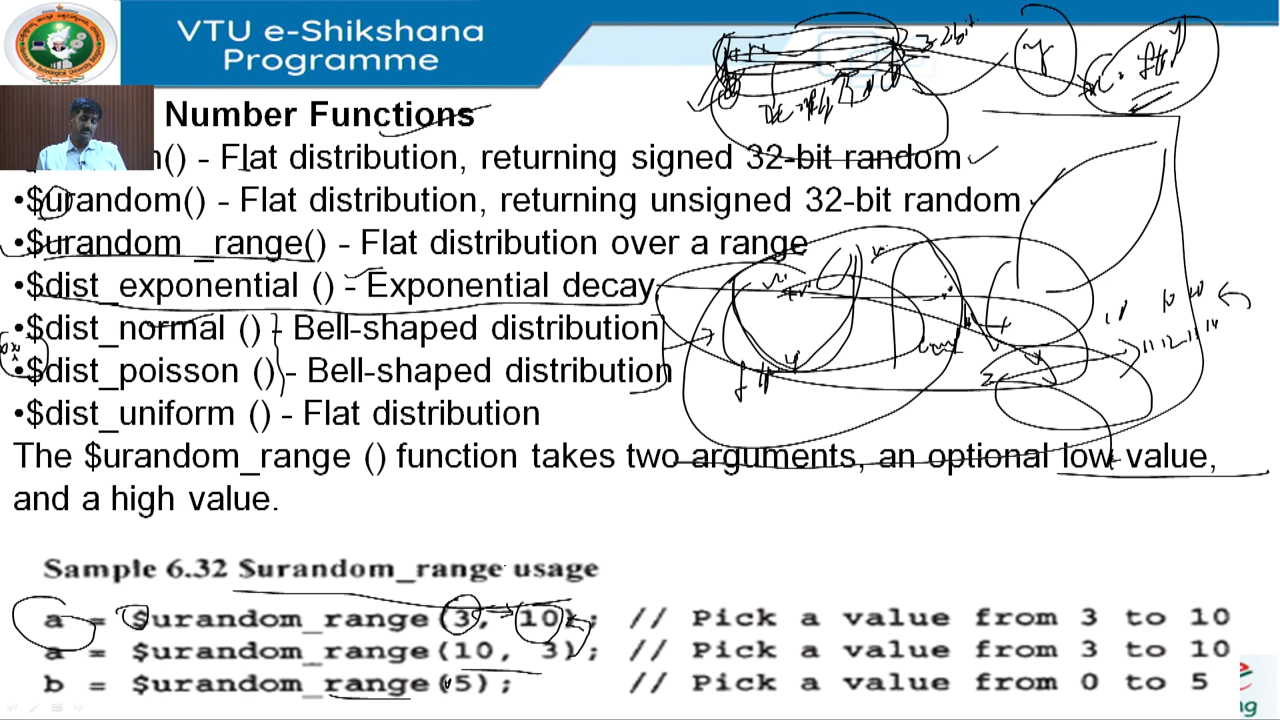 VTU e-Shikshana
Programme
Number Functions
() - Flat distribution, returning signed 32-bit random
•$urandom() - Flat distribution, returning unsigned 32-bit random
•$urandom _range() - Flat distribution over a range
•$dist_exponential () - Exponential decay
•$dist_normal () - Bell-shaped distribution
•$dist_poisson () - Bell-shaped distribution
•$dist_uniform () - Flat distribution
The $urandom_range () function takes two arguments, an optional low value,
and a high value.
Sample 6.32 $urandom_range usage
a = $urandom_range(3, 10); // Pick a value from 3 to 10
a = $urandom_range(10, 3); // Pick a value from 3 to 10
b = $urandom_range(5); // Pick a value from 0 to 5